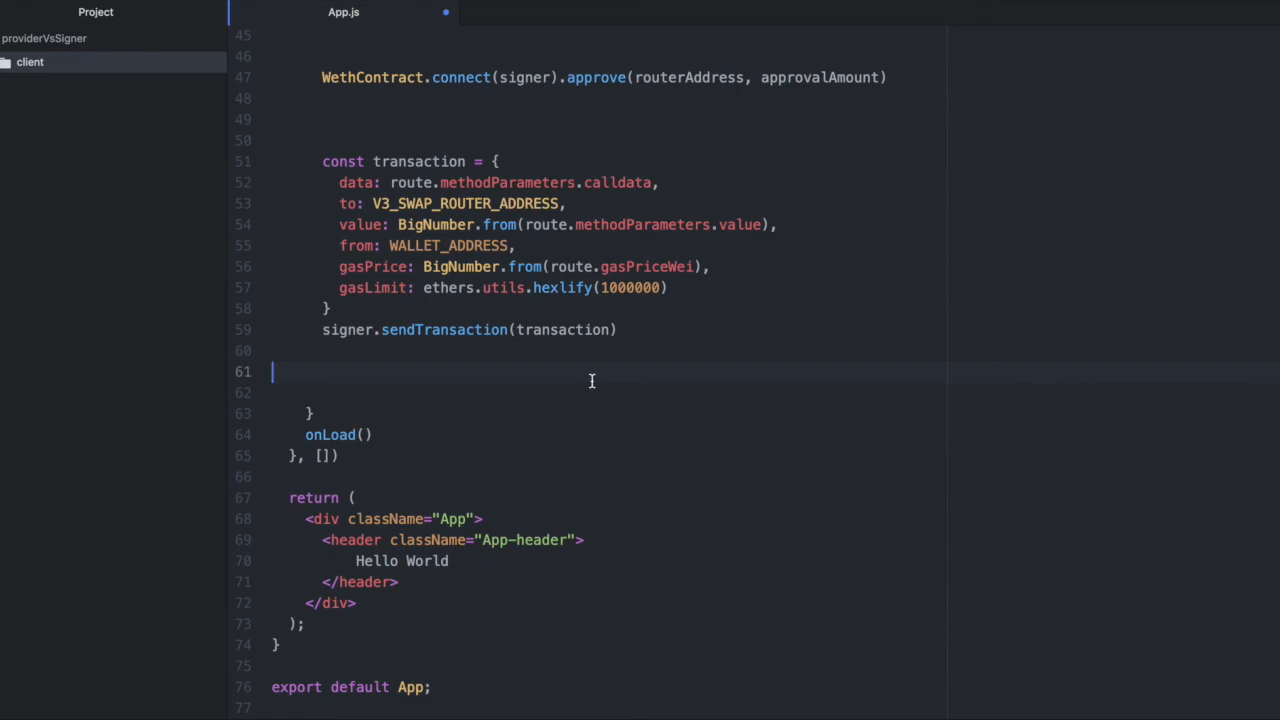 Project
App.js
providerVsSigner
client
45
46
47 WethContract.connect(signer).approve(routerAddress, approvalAmount)
48
49
50
51 const transaction = {
52 data: route.methodParameters.calldata,
53 to: V3_SWAP_ROUTER_ADDRESS,
54 value: BigNumber.from(route.methodParameters.value),
55 from: WALLET_ADDRESS,
56 gasPrice: BigNumber.from(route.gasPriceWei),
57 gasLimit: ethers.utils.hexlify(1000000)
58 }
59 signer.sendTransaction(transaction)
60
61
62
63 }
64 onLoad()
65 }, [])
66
67 return (
68 <div className="App">
69 <header className="App-header">
70 Hello World
71 </header>
72 </div>
73 );
74 }
75
76 export default App;
77